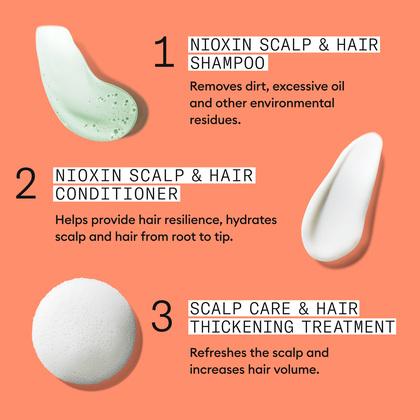 1 NIOXIN SCALP & HAIR
SHAMPOO
Removes dirt, excessive oil
and other environmental
residues.
2 NIOXIN SCALP & HAIR
CONDITIONER
Helps provide hair resilience, hydrates
scalp and hair from root to tip.
3 SCALP CARE & HAIR
THICKENING TREATMENT
Refreshes the scalp and
increases hair volume.